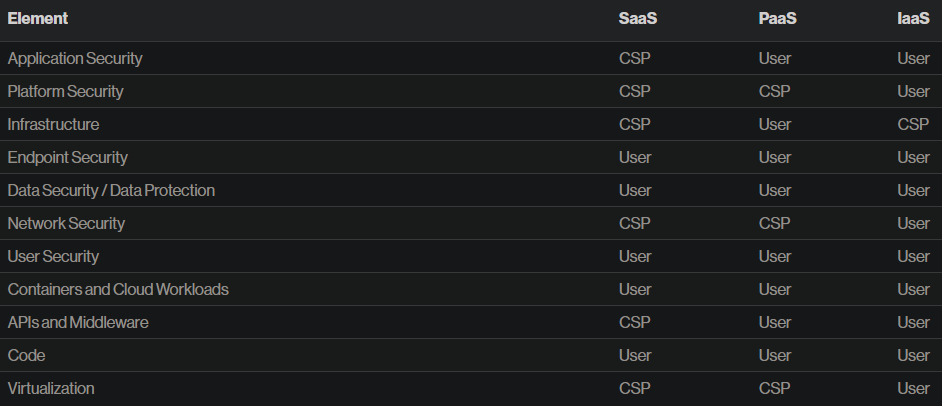 Element SaaS PaaS IaaS
Application Security CSP User User
Platform Security CSP CSP User
Infrastructure CSP User CSP
Endpoint Security User User User
Data Security / Data Protection User User User
Network Security CSP CSP User
User Security User User User
Containers and Cloud Workloads User User User
APIs and Middleware CSP User User
Code User User User
Virtualization CSP CSP User